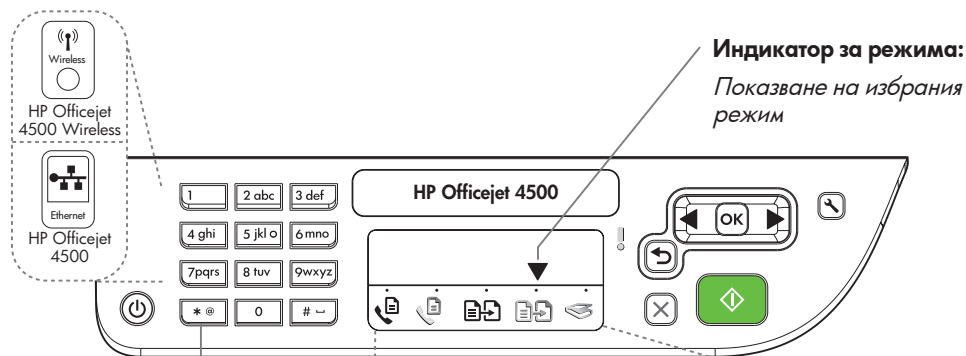 Wireless
HP Officejet
4500 Wireless
Ethernet
HP Officejet
4500
Индикатор за режима:
Показване на избрания
режим
HP Officejet 4500
1
2 abc
3 def
4 ghi
5 jkl
6 mno
7pqrs
8 tuv
9wxyz
* @
0
#
OK